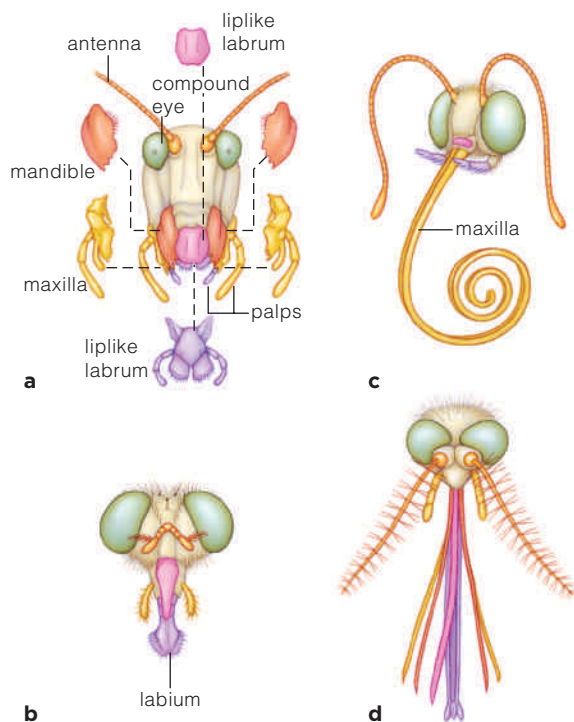 liplike
labrum
antenna
compound
eye
mandible
maxilla
palps
liplike
labrum
a
maxilla
c
labium
b
d